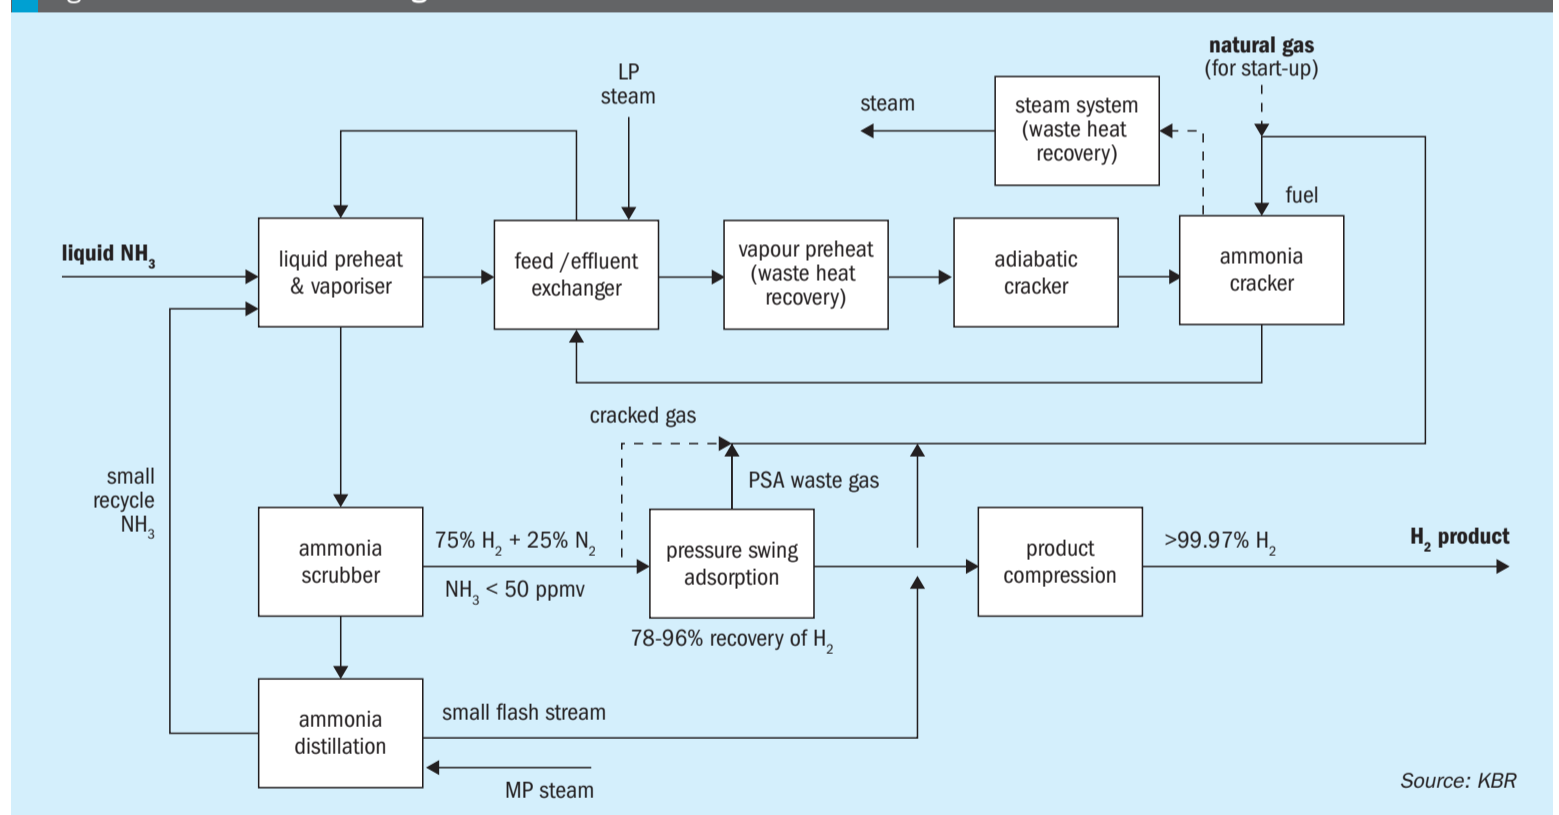 natural gas
(for start-up)
LP
steam
steam
steam system
(waste heat
recovery)
fuel
liquid NH₃
liquid preheat
& vaporiser
feed /effluent
exchanger
vapour preheat
(waste heat
recovery)
adiabatic
cracker
ammonia
cracker
cracked gas
small
recycle
NH₃
PSA waste gas
ammonia
scrubber
75% H₂ + 25% N₂
NH₃ < 50 ppmv
pressure swing
adsorption
78-96% recovery of H₂
product
compression
>99.97% H₂
H₂ product
ammonia
distillation
small flash stream
MP steam
Source: KBR